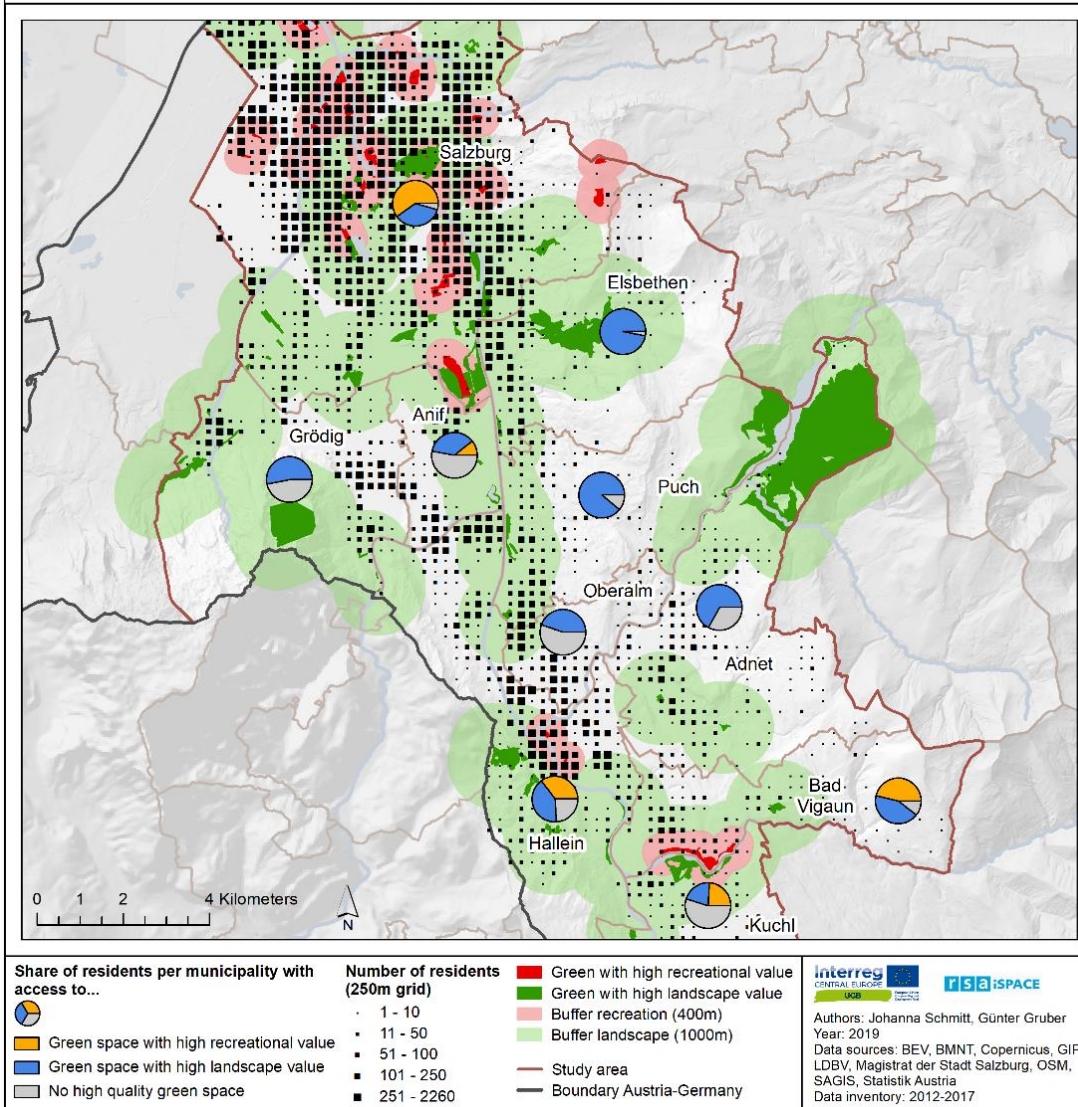 Salzburg
Elsbethen
Anif
Grödig
Puch
Oberalm
Adnet
Bad
Vigaun
Hallein
Kuchl
0 2 4 Kilometers
N
Share of residents per municipality with
access to...
Green space with high recreational value
Green space with high landscape value
No high quality green space
Number of residents
(250m grid)
1 - 10
11 - 50
51 - 100
101 - 250
251 - 2260
Green with high recreational value
Green with high landscape value
Buffer recreation (400m)
Buffer landscape (1000m)
Study area
Boundary Austria-Germany
Interreg
CENTRAL EUROPE
UGB
rsa iSPACE
Authors: Johanna Schmitt, Günter Gruber
Year: 2019
Data sources: BEV, BMNT, Copernicus, GIP,
LDBV, Magistrat der Stadt Salzburg, OSM,
SAGIS, Statistik Austria
Data inventory: 2012-2017